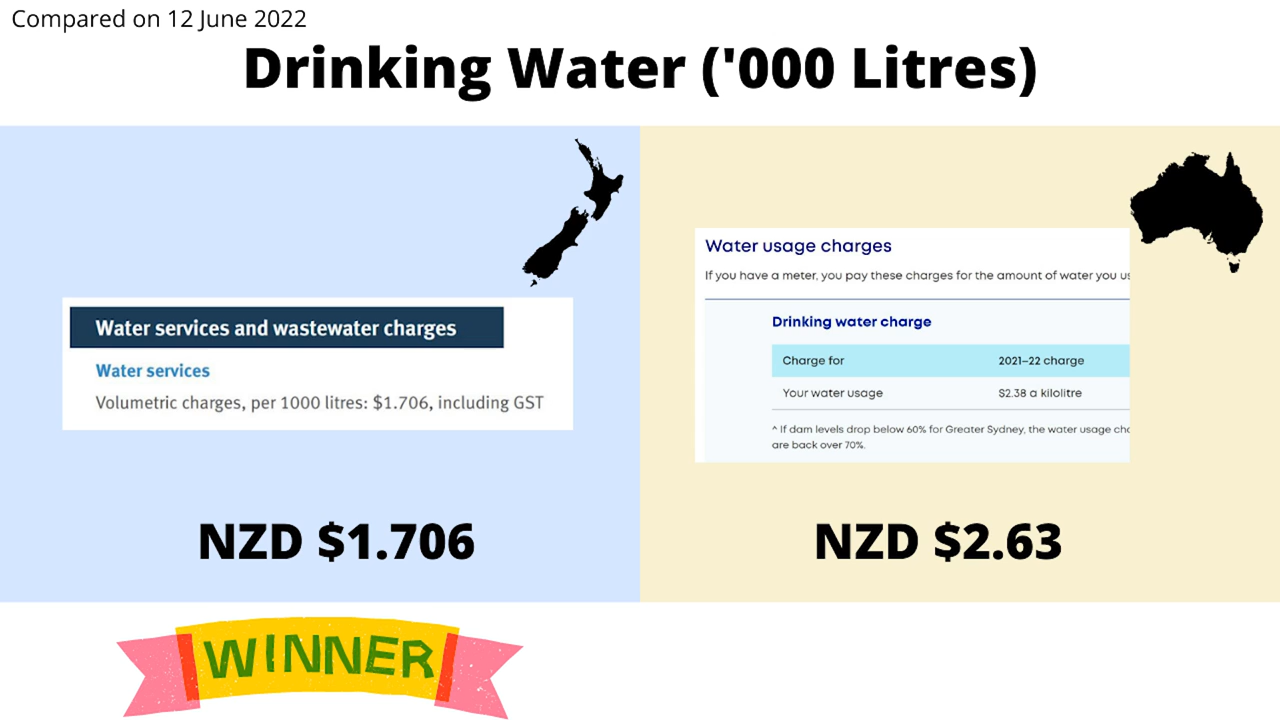 Compared on 12 June 2022
Drinking Water ('000 Litres)
Water services and wastewater charges
Water services
Volumetric charges, per 1000 litres: $1.706, including GST
NZD $1.706
Water usage charges
If you have a meter, you pay these charges for the amount of water you us
Drinking water charge
Charge for 2021–22 charge
Your water usage $2.38 a kilolitre
^ If dam levels drop below 60% for Greater Sydney, the water usage cha
are back over 70%.
NZD $2.63
WINNER